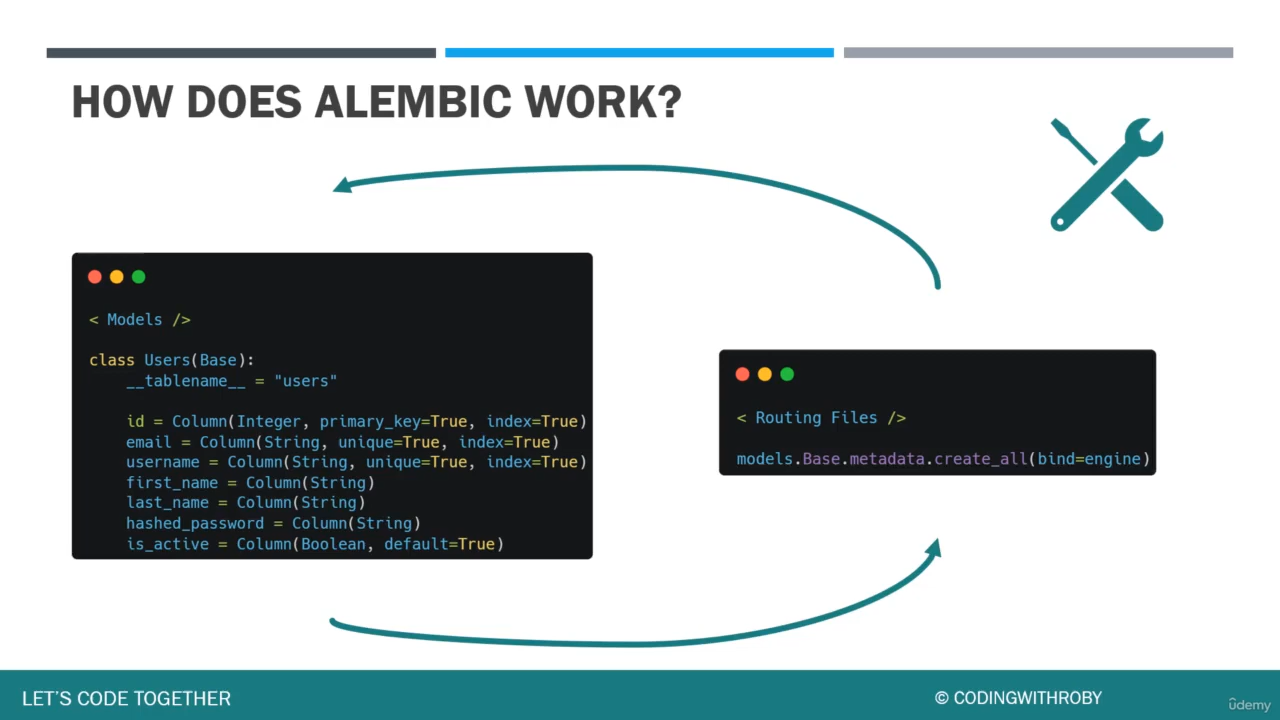 HOW DOES ALEMBIC WORK?
< Models />
class Users(Base):
    __tablename__ = "users"
    id = Column(Integer, primary_key=True, index=True)
    email = Column(String, unique=True, index=True)
    username = Column(String, unique=True, index=True)
    first_name = Column(String)
    last_name = Column(String)
    hashed_password = Column(String)
    is_active = Column(Boolean, default=True)
< Routing Files />
models.Base.metadata.create_all(bind=engine)
LET'S CODE TOGETHER
© CODINGWITHROBY
ûdemy